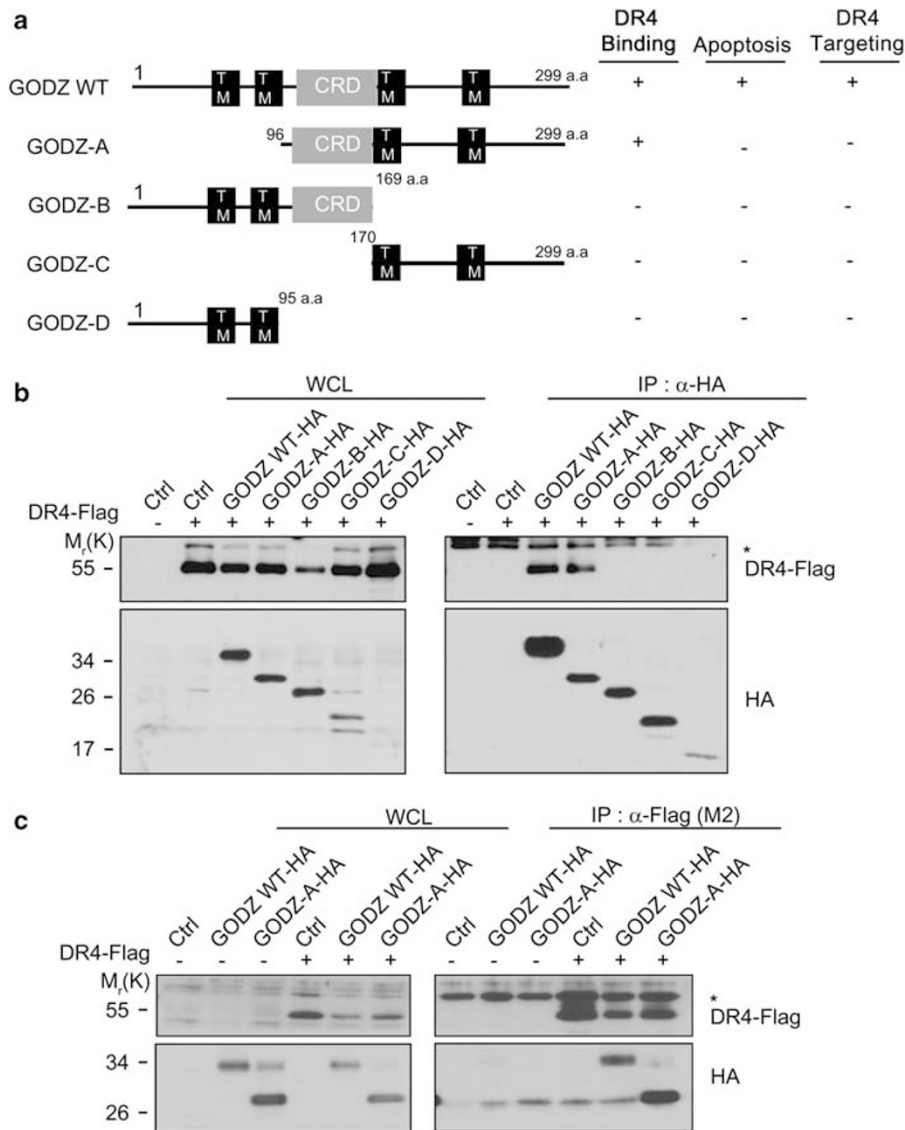 a
DR4 Binding Apoptosis DR4 Targeting
GODZ WT 1 T M T M CRD T M T M 299 a.a + + +
GODZ-A 96 CRD T M T M 299 a.a + - -
GODZ-B 1 T M T M CRD 169 a.a - - -
GODZ-C 170 T M T M 299 a.a - - -
GODZ-D 1 T M T M 95 a.a - - -
b
WCL IP : α-HA
Ctrl Ctrl GODZ WT-HA GODZ-A-HA GODZ-B-HA GODZ-C-HA GODZ-D-HA Ctrl Ctrl GODZ WT-HA GODZ-A-HA GODZ-B-HA GODZ-C-HA GODZ-D-HA
DR4-Flag - + + + + + + - + + + + + +
Mr(K)
*
55 – DR4-Flag
34 –
26 – HA
17 –
c
WCL IP : α-Flag (M2)
Ctrl GODZ WT-HA GODZ-A-HA Ctrl GODZ WT-HA GODZ-A-HA Ctrl GODZ WT-HA GODZ-A-HA Ctrl GODZ WT-HA GODZ-A-HA
DR4-Flag - - - + + + - - - + + +
Mr(K)
*
55 – DR4-Flag
34 –
HA
26 –